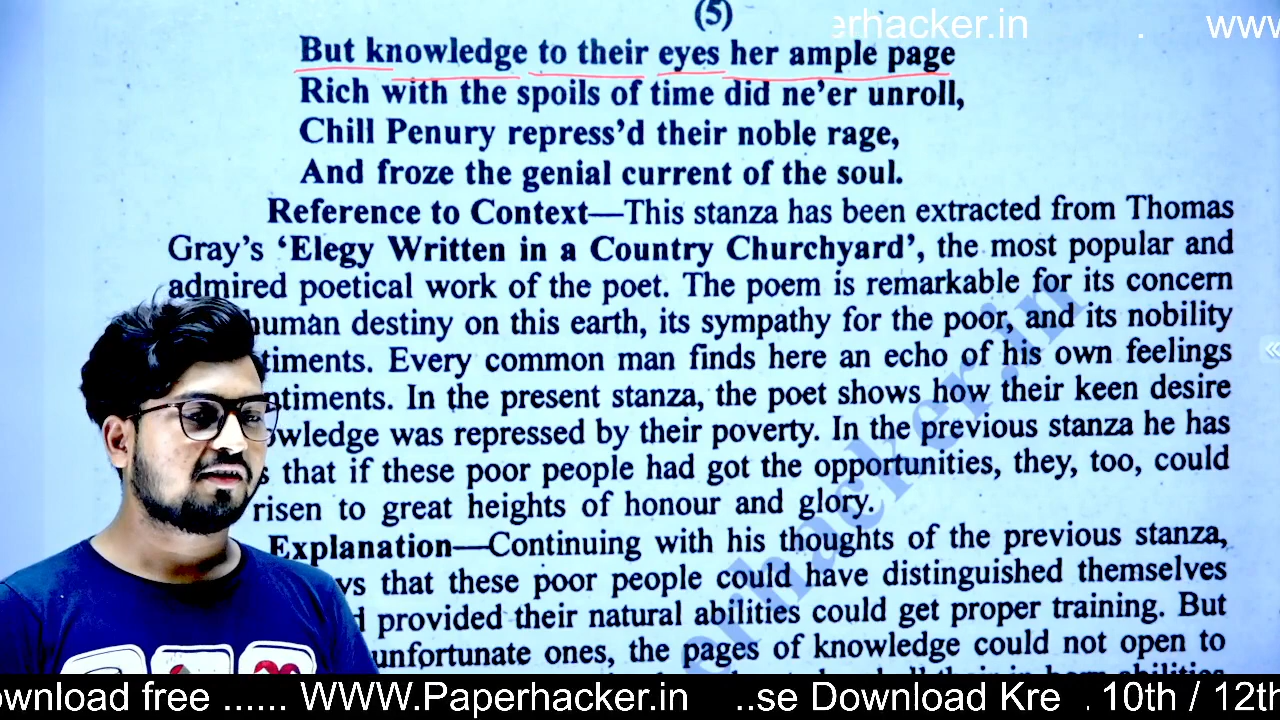 (5)
erhacker.in . www
But knowledge to their eyes her ample page
Rich with the spoils of time did ne'er unroll,
Chill Penury repress'd their noble rage,
And froze the genial current of the soul.
Reference to Context—This stanza has been extracted from Thomas
Gray's 'Elegy Written in a Country Churchyard', the most popular and
admired poetical work of the poet. The poem is remarkable for its concern
human destiny on this earth, its sympathy for the poor, and its nobility
timents. Every common man finds here an echo of his own feelings
ntiments. In the present stanza, the poet shows how their keen desire
owledge was repressed by their poverty. In the previous stanza he has
s that if these poor people had got the opportunities, they, too, could
risen to great heights of honour and glory.
Explanation—Continuing with his thoughts of the previous stanza,
ys that these poor people could have distinguished themselves
d provided their natural abilities could get proper training. But
unfortunate ones, the pages of knowledge could not open to
ownload free ...... WWW.Paperhacker.in ..se Download Kre . 10th / 12th